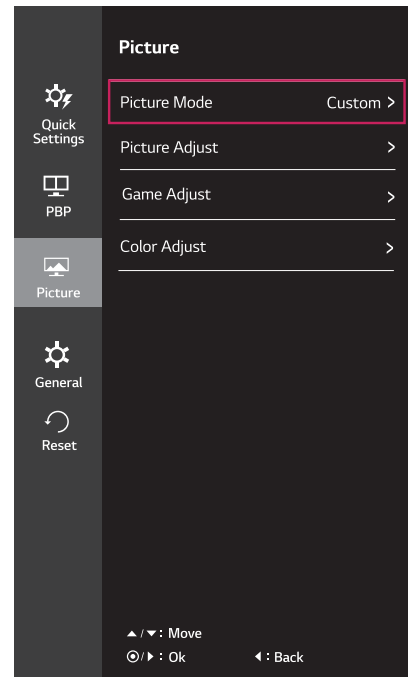 Picture
Quick
Settings
PBP
Picture
General
Reset
Picture Mode Custom >
Picture Adjust >
Game Adjust >
Color Adjust >
▲/▼: Move
◉/▶ : Ok ◀ : Back